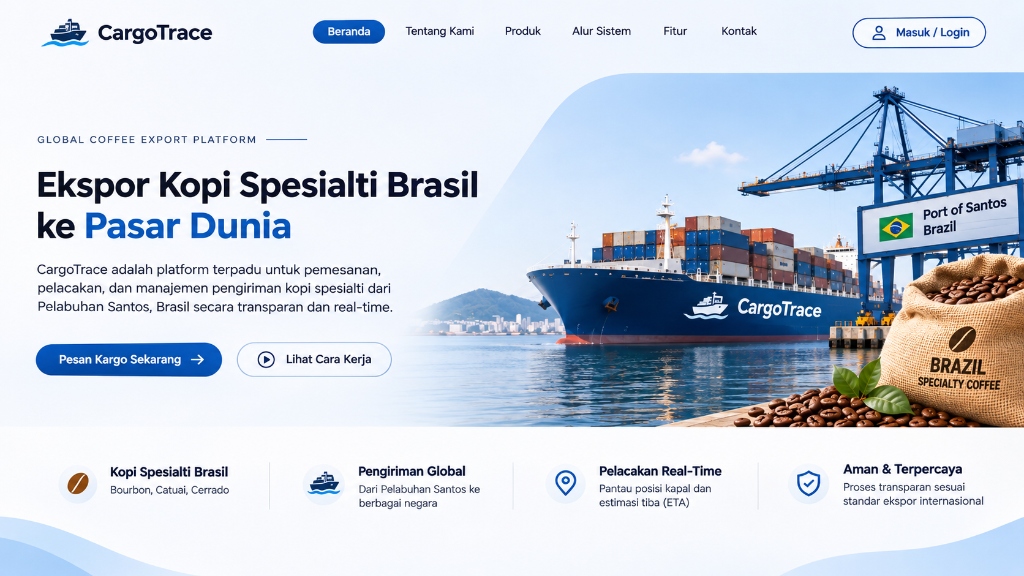 CargoTrace
Beranda
Tentang Kami
Produk
Alur Sistem
Fitur
Kontak
Masuk / Login
GLOBAL COFFEE EXPORT PLATFORM
Ekspor Kopi Spesialti Brasil
ke Pasar Dunia
CargoTrace adalah platform terpadu untuk pemesanan,
pelacakan, dan manajemen pengiriman kopi spesialti dari
Pelabuhan Santos, Brasil secara transparan dan real-time.
Pesan Kargo Sekarang
Lihat Cara Kerja
Port of Santos
Brazil
CargoTrace
BRAZIL
SPECIALTY COFFEE
Kopi Spesialti Brasil
Bourbon, Catuai, Cerrado
Pengiriman Global
Dari Pelabuhan Santos ke
berbagai negara
Pelacakan Real-Time
Pantau posisi kapal dan
estimasi tiba (ETA)
Aman & Terpercaya
Proses transparan sesuai
standar ekspor internasional